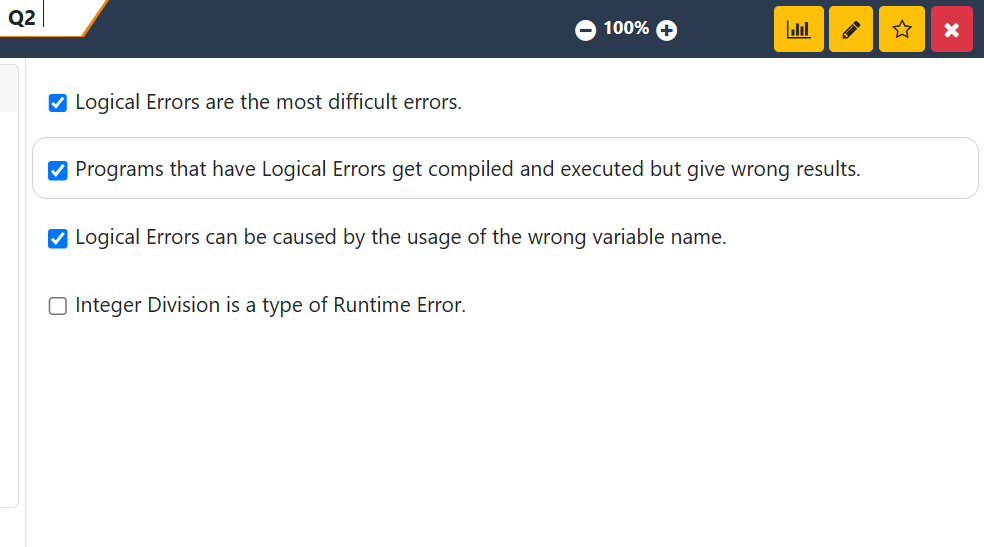 Q2
100%
Logical Errors are the most difficult errors.
Programs that have Logical Errors get compiled and executed but give wrong results.
Logical Errors can be caused by the usage of the wrong variable name.
Integer Division is a type of Runtime Error.